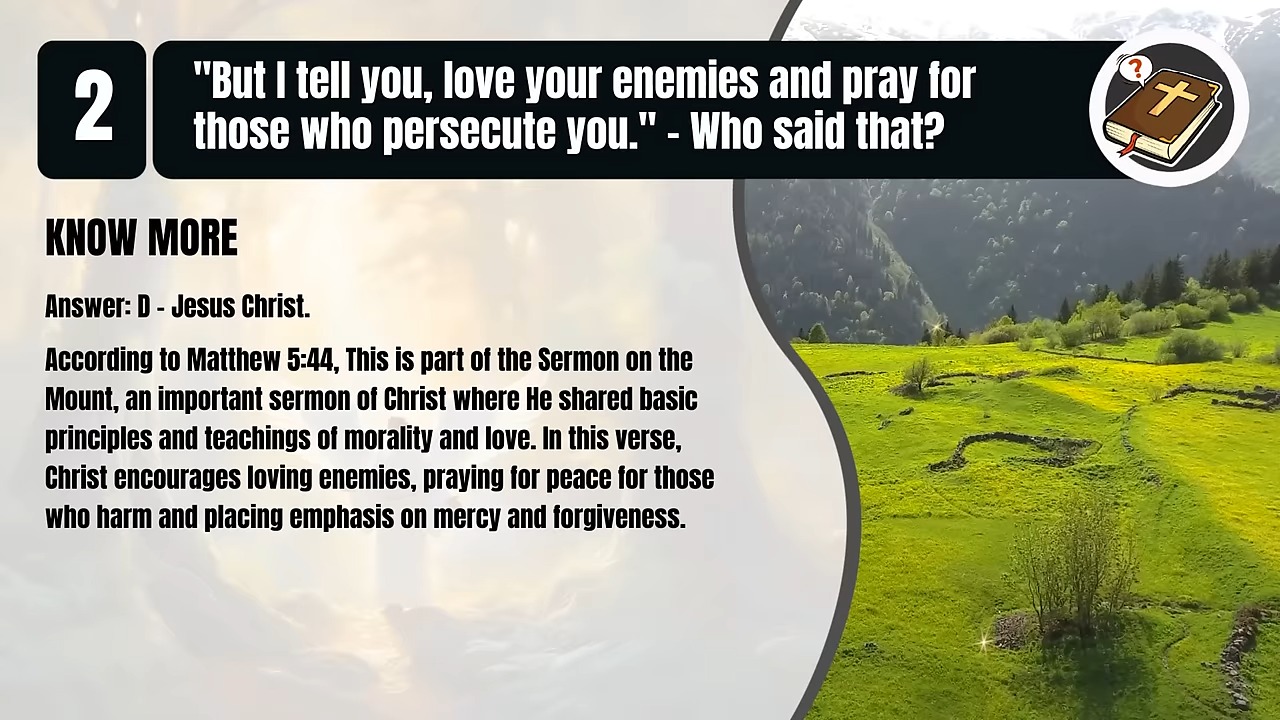 2
"But I tell you, love your enemies and pray for
those who persecute you." - Who said that?
?
KNOW MORE
Answer: D - Jesus Christ.
According to Matthew 5:44, This is part of the Sermon on the
Mount, an important sermon of Christ where He shared basic
principles and teachings of morality and love. In this verse,
Christ encourages loving enemies, praying for peace for those
who harm and placing emphasis on mercy and forgiveness.